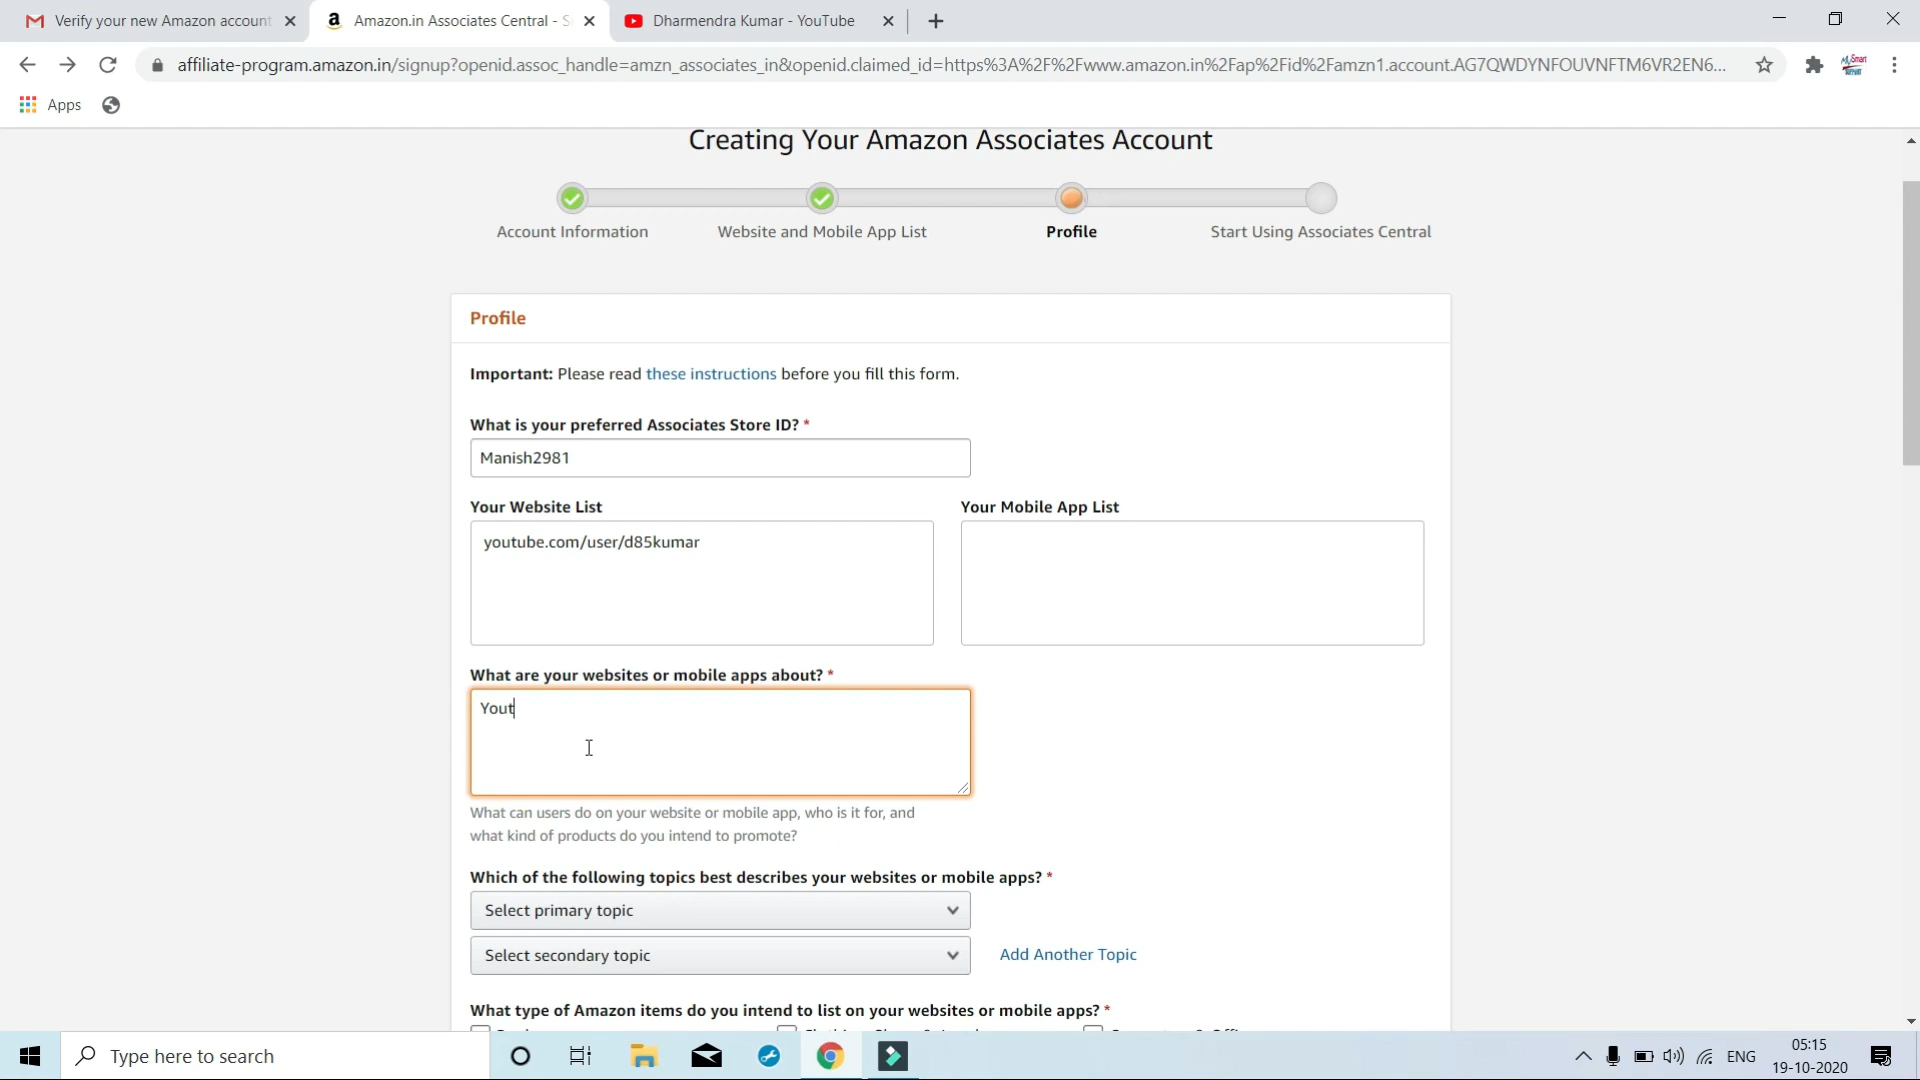 Verify your new Amazon account
Amazon.in Associates Central - S
Dharmendra Kumar - YouTube
affiliate-program.amazon.in/signup?openid.assoc_handle=amzn_associates_in&openid.claimed_id=https%3A%2F%2Fwww.amazon.in%2Fap%2Fid%2Famzn1.account.AG7QWDYNFOUVNFTM6VR2EN6...
Apps
Creating Your Amazon Associates Account
Account Information
Website and Mobile App List
Profile
Start Using Associates Central
Profile
Important: Please read these instructions before you fill this form.
What is your preferred Associates Store ID? *
Manish2981
Your Website List
Your Mobile App List
youtube.com/user/d85kumar
What are your websites or mobile apps about? *
Yout
What can users do on your website or mobile app, who is it for, and
what kind of products do you intend to promote?
Which of the following topics best describes your websites or mobile apps? *
Select primary topic
Select secondary topic
Add Another Topic
What type of Amazon items do you intend to list on your websites or mobile apps? *
Type here to search
ENG
05:15
19-10-2020